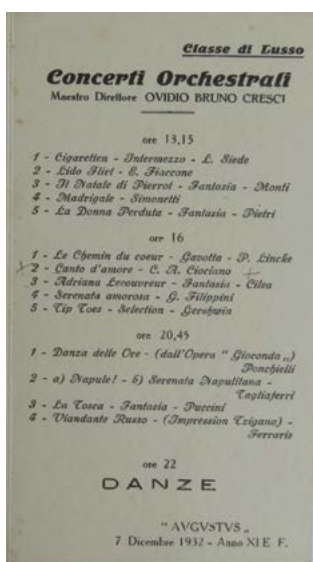 Classe di Lusso
Concerti Orchestrali
Maestro Direttore OVIDIO BRUNO CRESCI
ore 13,15
1 - Cigaretten - Intermezzo - L. Siede
2 - Lido Flirt - E. Fiscone
3 - Il Natale di Pierrot - Fantasia - Monti
4 - Madrigale - Simonetti
5 - La Donna Perduta - Fantasia - Pietri
ore 16
1 - Le Chemin du coeur - Gavotta - P. Lincke
2 - Canto d'amore - C. A. Ciociano
3 - Adriana Lecouvreur - Fantasia - Cilea
4 - Serenata amorosa - G. Filippini
5 - Tip Toes - Selection - Gershwin
ore 20,45
1 - Danza delle Ore - (dall'Opera " Gioconda „)
Ponchielli
2 - a) Napule! - b) Serenata Napulitana -
Tagliaferri
3 - La Tosca - Fantasia - Puccini
4 - Viandante Russo - (Impression Tzigana) -
Ferraris
ore 22
DANZE
" AVGVSTVS „
7 Dicembre 1932 - Anno XI E. F.